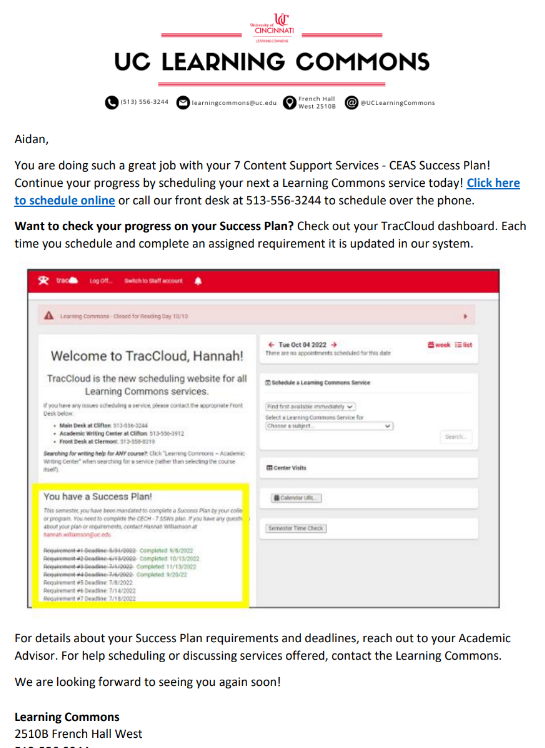 University of
CINCINNATI
LEARNING COMMONS
UC LEARNING COMMONS
(513) 556-3244 learningcommons@uc.edu French Hall West 2510B @UCLearningCommons
Aidan,
You are doing such a great job with your 7 Content Support Services - CEAS Success Plan!
Continue your progress by scheduling your next a Learning Commons service today! Click here
to schedule online or call our front desk at 513-556-3244 to schedule over the phone.
Want to check your progress on your Success Plan? Check out your TracCloud dashboard. Each
time you schedule and complete an assigned requirement it is updated in our system.
trac Log Off... Switch to Staff account
Learning Commons - Closed for Reading Day 10/10
Welcome to TracCloud, Hannah!
TracCloud is the new scheduling website for all
Learning Commons services.
If you have any issues scheduling a service, please contact the appropriate Front
Desk below:
• Main Desk at Clifton: 513-556-3244
• Academic Writing Center at Clifton: 513-556-3912
• Front Desk at Clermont: 513-558-8319
Searching for writing help for ANY course?: Click "Learning Commons – Academic
Writing Center" when searching for a service (rather than selecting the course
itself).
You have a Success Plan!
This semester, you have been mandated to complete a Success Plan by your colle
or program. You need to complete the CECH - 7 SSWs plan. If you have any questi
about your plan or requirements, contact Hannah Williamson at
hannah.williamson@uc.edu
Requirement #1 Deadline: 5/31/2022 Completed: 9/8/2022
Requirement #2 Deadline: 6/15/2022 Completed: 10/13/2022
Requirement #3 Deadline: 7/1/2022 Completed: 11/13/2022
Requirement #4 Deadline: 7/6/2022 Completed: 9/20/22
Requirement #5 Deadline: 7/8/2022
Requirement #6 Deadline: 7/14/2022
Requirement #7 Deadline: 7/18/2022
Tue Oct 04 2022 week list
There are no appointments scheduled for this date
Schedule a Learning Commons Service
Find first available immediately
Select a Learning Commons Service for
Choose a subject...
Search...
Center Visits
Calendar URL...
Semester Time Check
For details about your Success Plan requirements and deadlines, reach out to your Academic
Advisor. For help scheduling or discussing services offered, contact the Learning Commons.
We are looking forward to seeing you again soon!
Learning Commons
2510B French Hall West